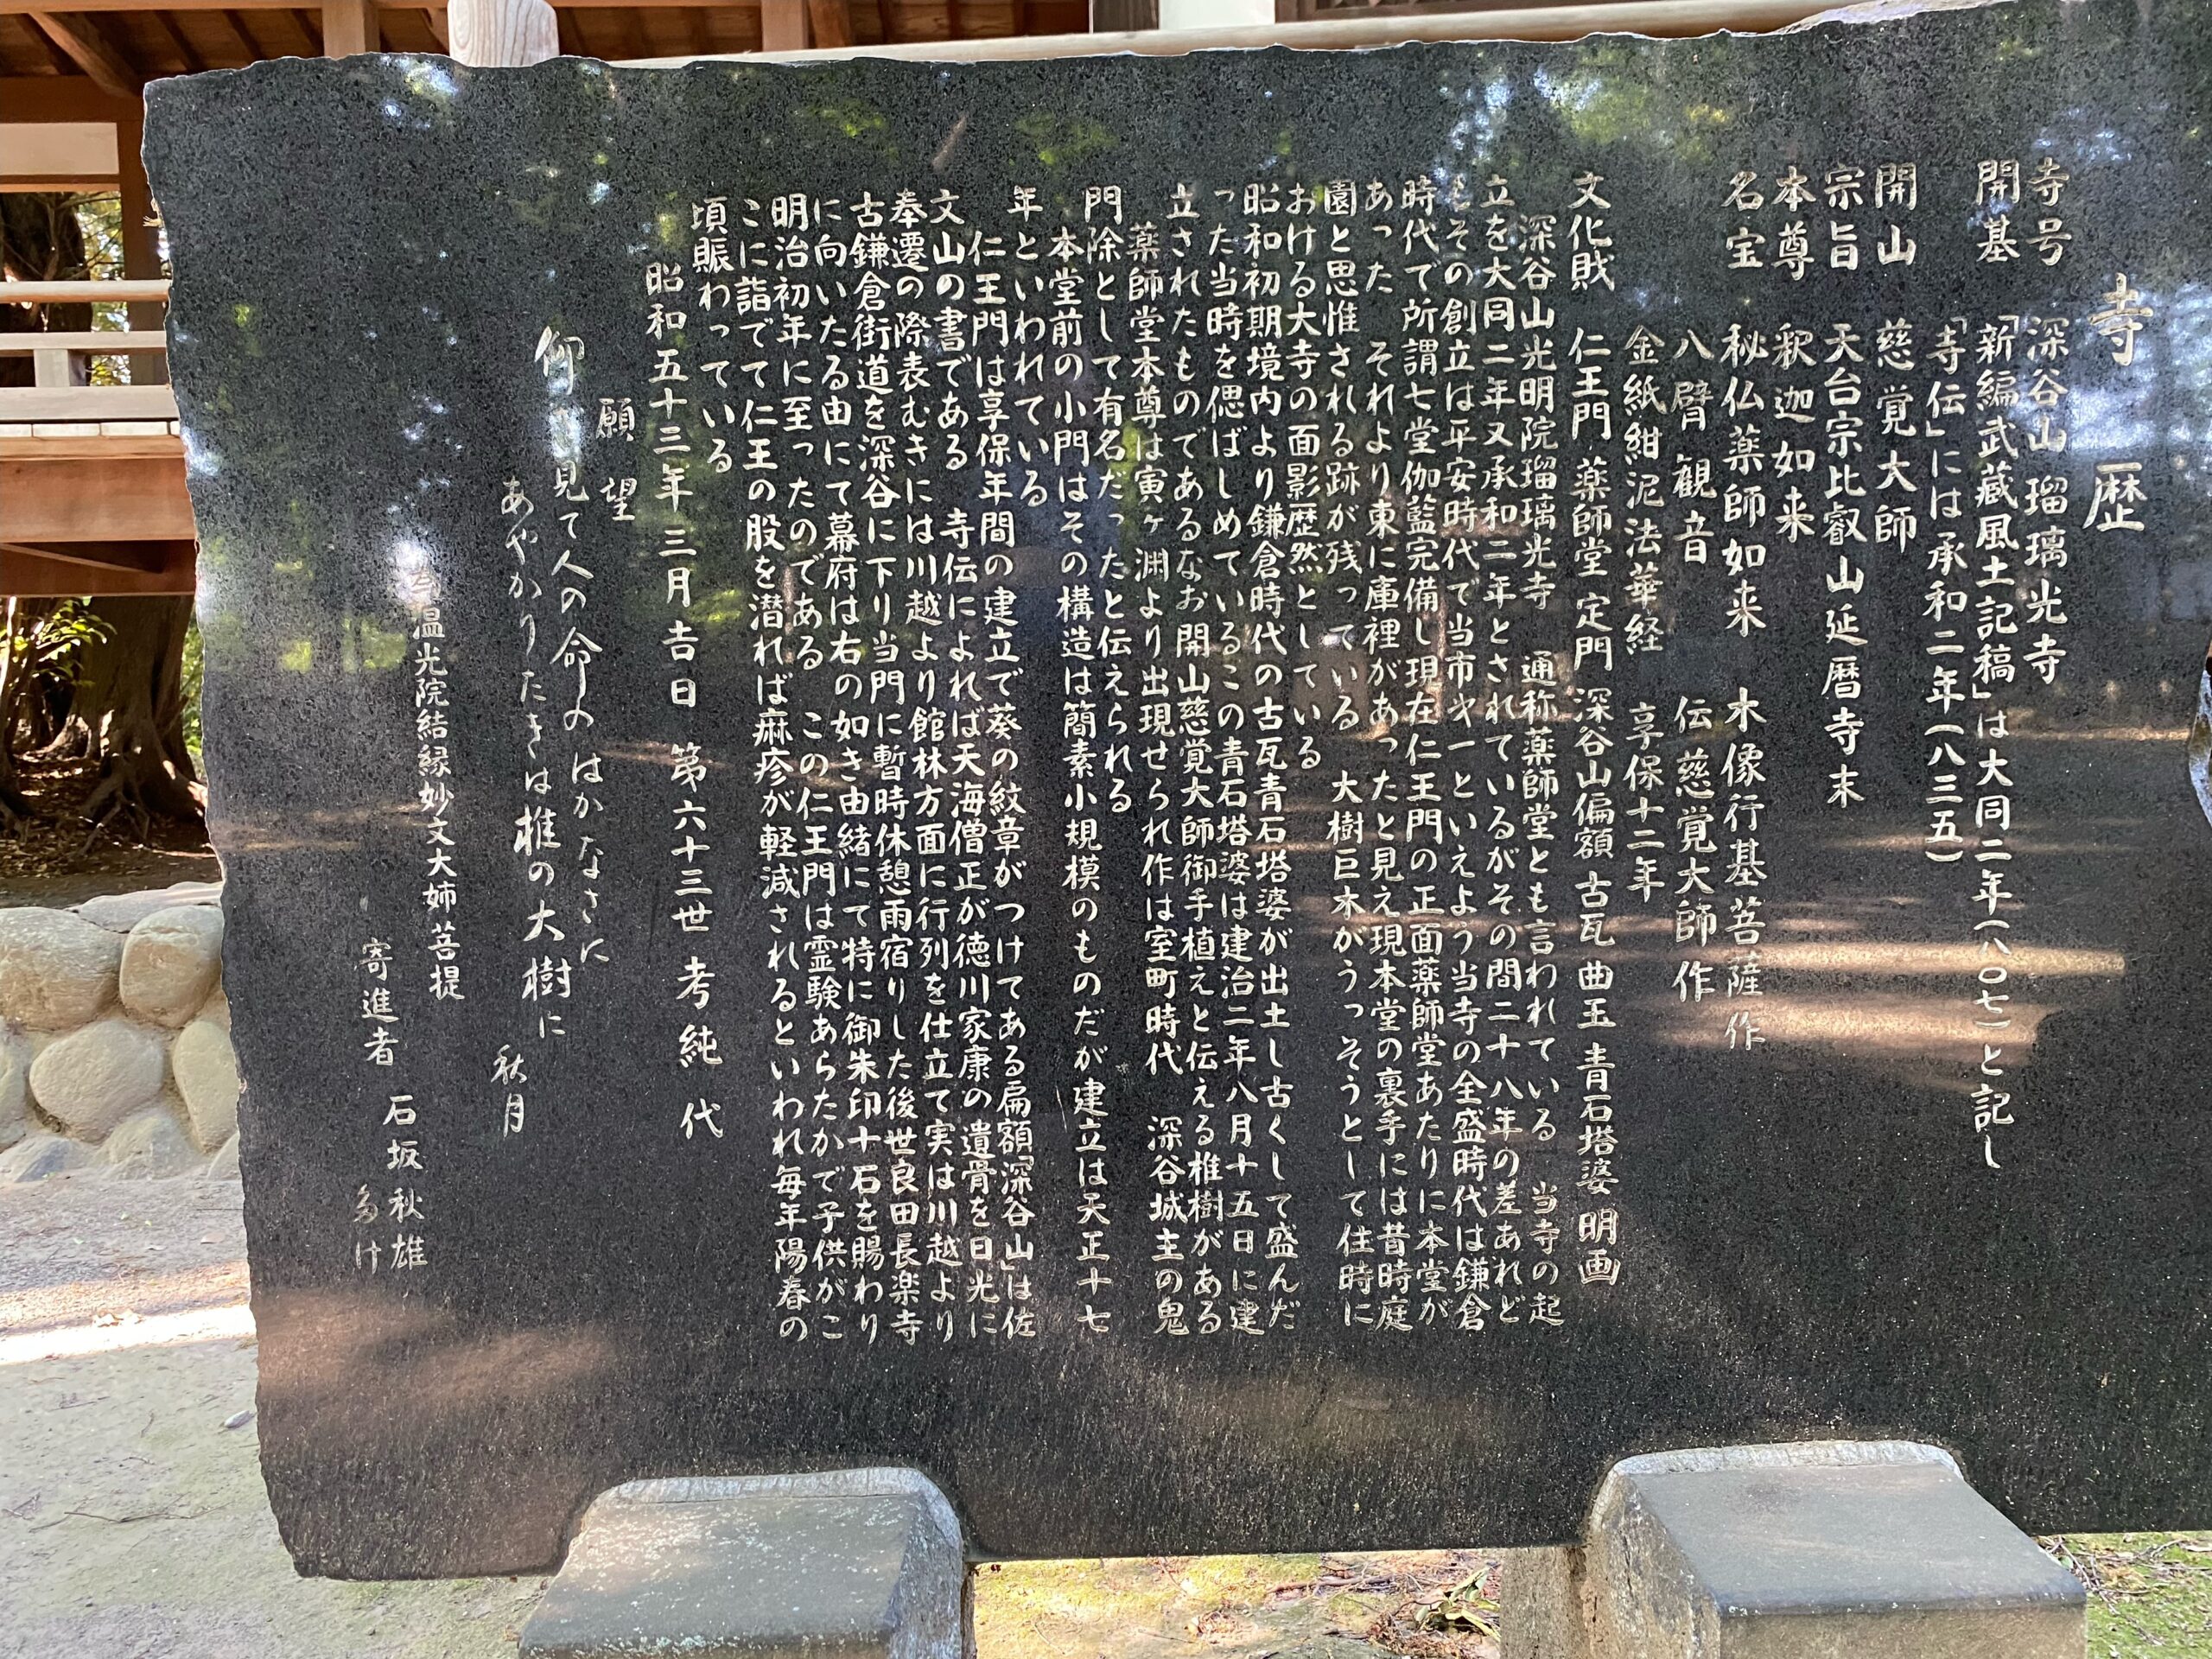 寺歴
寺号　深谷山瑠璃光寺
開基　「新編武蔵風土記稿」は大同二年（八〇七）と記し
「寺伝」には承和二年（八三五）
開山　慈覚大師
宗旨　天台宗比叡山延暦寺末
本尊　釈迦如来
名宝　秘仏薬師如来　木像行基菩薩作
八臂観音　伝慈覚大師作
金紙紺泥法華経　享保十二年
文化財　仁王門　薬師堂　定門　深谷山偏額　古瓦　曲玉　青石塔婆　明画
深谷山光明院瑠璃光寺　通称薬師堂とも言われている　当寺の起
立を大同二年又承和二年とされているがその間二十八年の差あれど
もその創立は平安時代で当市才一といえよう当寺の全盛時代は鎌倉
時代で所謂七堂伽監完備し現在仁王門の正面薬師堂あたりに本堂が
あった　それより東に庫裡があったと見え現本堂の裏手には昔時庭
園と思惟される跡が残っている　大樹巨木がうっそうとして住時に
おける大寺の面影歴然としている
昭和初期境内より鎌倉時代の古瓦青石塔婆が出土し古くして盛んだ
った当時を偲ばしめているこの青石塔婆は建治二年八月十五日に建
立されたものであるなお開山慈覚大師御手植えと伝える椎樹がある
薬師堂本尊は寅ヶ渊より出現せられ作は室町時代　深谷城主の鬼
門除として有名だったと伝えられる
本堂前の小門はその構造は簡素小規模のものだが建立は天正十七
年といわれている
仁王門は享保年間の建立で葵の紋章がつけてある扁額「深谷山」は佐
文山の書である　寺伝によれば天海僧正が徳川家康の遺骨を日光に
奉遷の際表むきには川越より館林方面に行列を仕立て実は川越より
古鎌倉街道を深谷に下り当門に暫時休憩雨宿りした後世良田長楽寺
に向いたる由にて幕府は右の如き由緒にて特に御朱印十石を賜わり
明治初年に至ったのである　この仁王門は霊験あらたかで子供がこ
こに詣でて仁王の股を潜れば麻疹が軽減されるといわれ毎年陽春の
頃賑わっている
昭和五十三年三月吉日　第六十三世　考純代
願望
仰見て人の命のはかなさに
あやかりたきは椎の大樹に　秋月
為温光院結縁妙文大姉菩提
寄進者　石坂秋雄